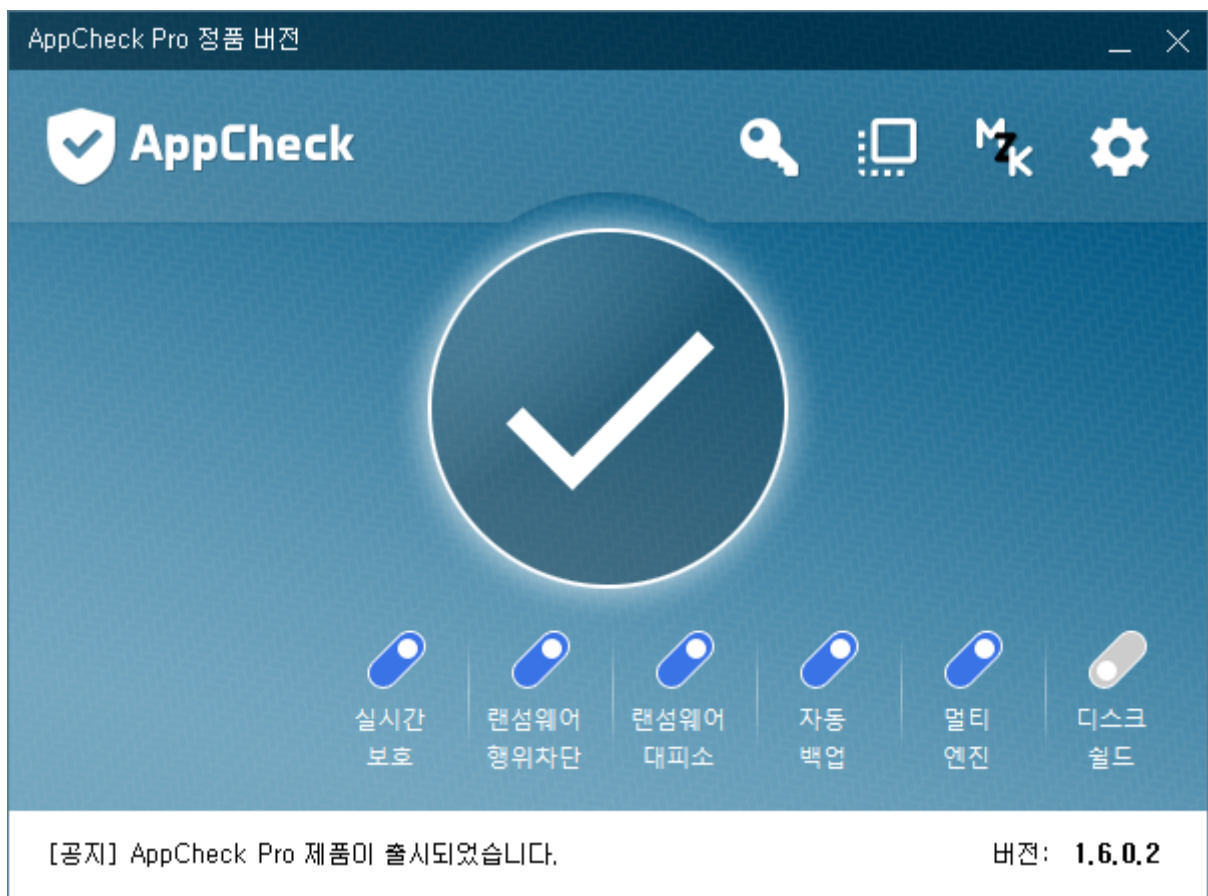 AppCheck Pro 정품 버전
AppCheck
MZK
실시간 보호
랜섬웨어 행위차단
랜섬웨어 대피소
자동 백업
멀티 엔진
디스크 쉴드
[공지] AppCheck Pro 제품이 출시되었습니다.
버전: 1.6.0.2